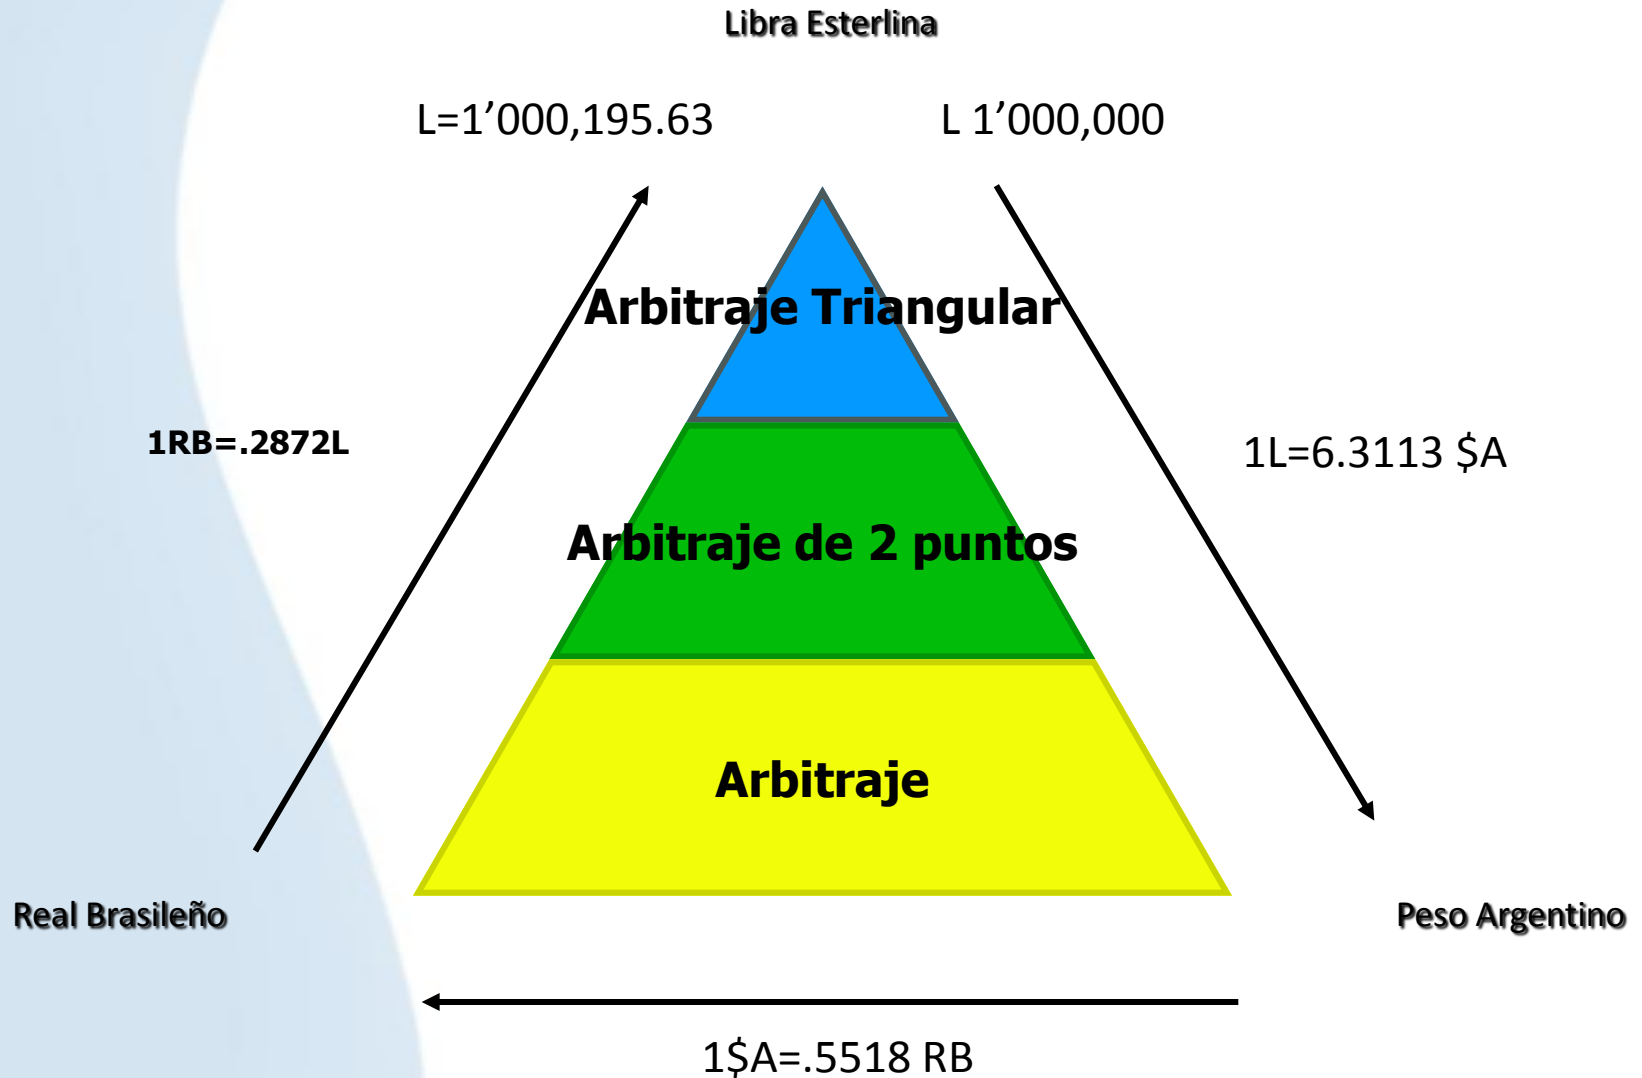 Libra Esterlina
L=1’000,195.63
L 1’000,000
Arbitraje Triangular
1RB=.2872L
1L=6.3113 $A
Arbitraje de 2 puntos
Arbitraje
Real Brasileño
Peso Argentino
1$A=.5518 RB